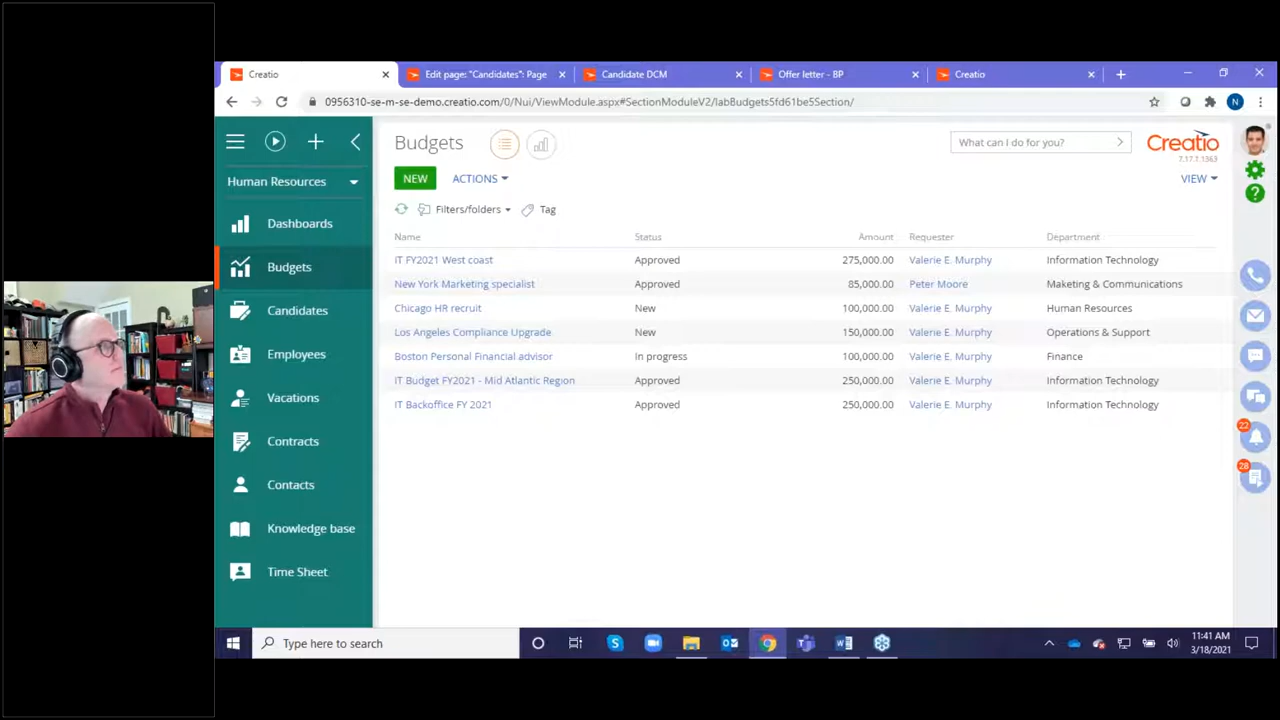 Creatio
Edit page: "Candidates": Page
Candidate DCM
Offer letter - BP
Creatio
0956310-se-m-se-demo.creatio.com/0/Nui/ViewModule.aspx#SectionModuleV2/labBudgets5fd61be5Section/
N
Budgets
What can I do for you?
Creatio
7.17.7.1363
Human Resources
NEW
ACTIONS
VIEW
Filters/folders
Tag
Dashboards
Budgets
Candidates
Employees
Vacations
Contracts
Contacts
Knowledge base
Time Sheet
Name Status Amount Requester Department
IT FY2021 West coast Approved 275,000.00 Valerie E. Murphy Information Technology
New York Marketing specialist Approved 85,000.00 Peter Moore Maketing & Communications
Chicago HR recruit New 100,000.00 Valerie E. Murphy Human Resources
Los Angeles Compliance Upgrade New 150,000.00 Valerie E. Murphy Operations & Support
Boston Personal Financial advisor In progress 100,000.00 Valerie E. Murphy Finance
IT Budget FY2021 - Mid Atlantic Region Approved 250,000.00 Valerie E. Murphy Information Technology
IT Backoffice FY 2021 Approved 250,000.00 Valerie E. Murphy Information Technology
22
28
Type here to search
11:41 AM
3/18/2021